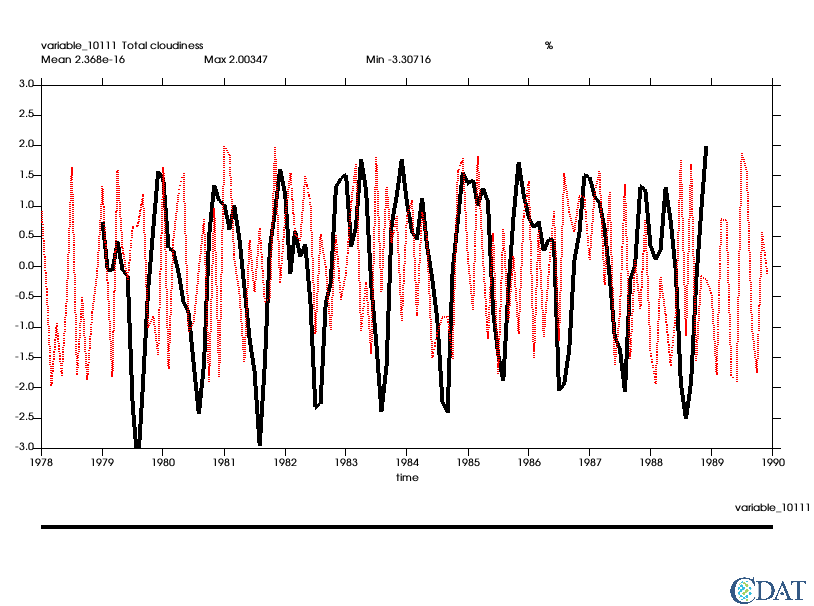 variable_10111 Total cloudiness %
Mean 2.368e-16 Max 2.00347 Min -3.30716
3.0
2.5
2.0
1.5
1.0
0.5
0.0
-0.5
-1.0
-1.5
-2.0
-2.5
-3.0
1978 1979 1980 1981 1982 1983 1984 1985 1986 1987 1988 1989 1990
time
variable_10111
CDAT